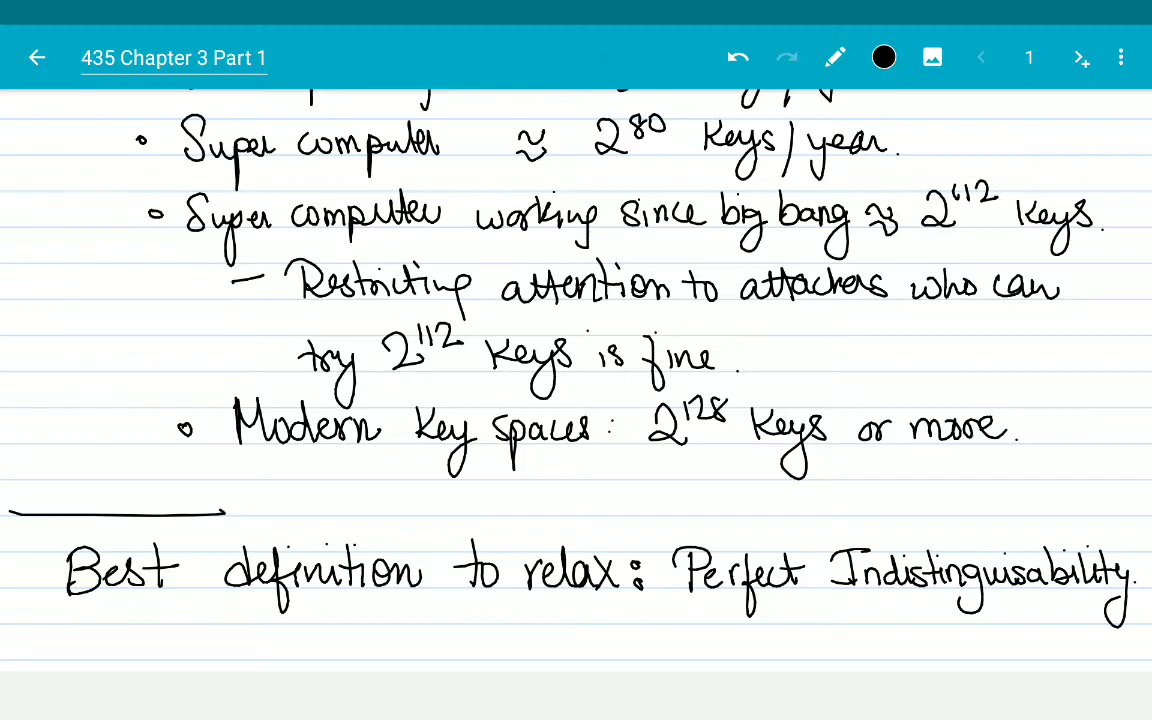 435 Chapter 3 Part 1
1
• Super computer ≈ 2^80 Keys/year.
• Super computer working since big bang ≈ 2^112 Keys.
– Restricting attention to attackers who can
try 2^112 Keys is fine.
• Modern Key spaces: 2^128 Keys or more.
Best definition to relax: Perfect Indistinguisability.